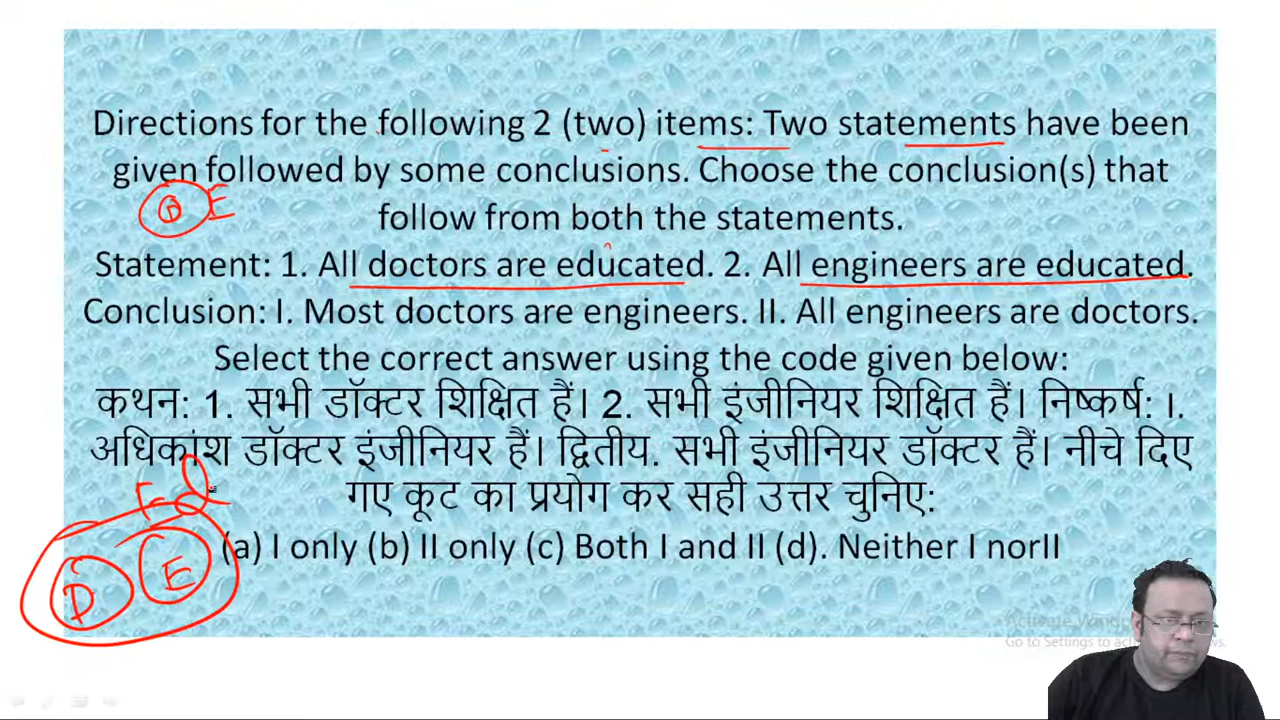 Directions for the following 2 (two) items: Two statements have been
given followed by some conclusions. Choose the conclusion(s) that
follow from both the statements.
Statement: 1. All doctors are educated. 2. All engineers are educated.
Conclusion: I. Most doctors are engineers. II. All engineers are doctors.
Select the correct answer using the code given below:
कथन: 1. सभी डॉक्टर शिक्षित हैं। 2. सभी इंजीनियर शिक्षित हैं। निष्कर्ष: I.
अधिकांश डॉक्टर इंजीनियर हैं। द्वितीय. सभी इंजीनियर डॉक्टर हैं। नीचे दिए
गए कूट का प्रयोग कर सही उत्तर चुनिए:
(a) I only (b) II only (c) Both I and II (d). Neither I norII
D E
Ed
D E